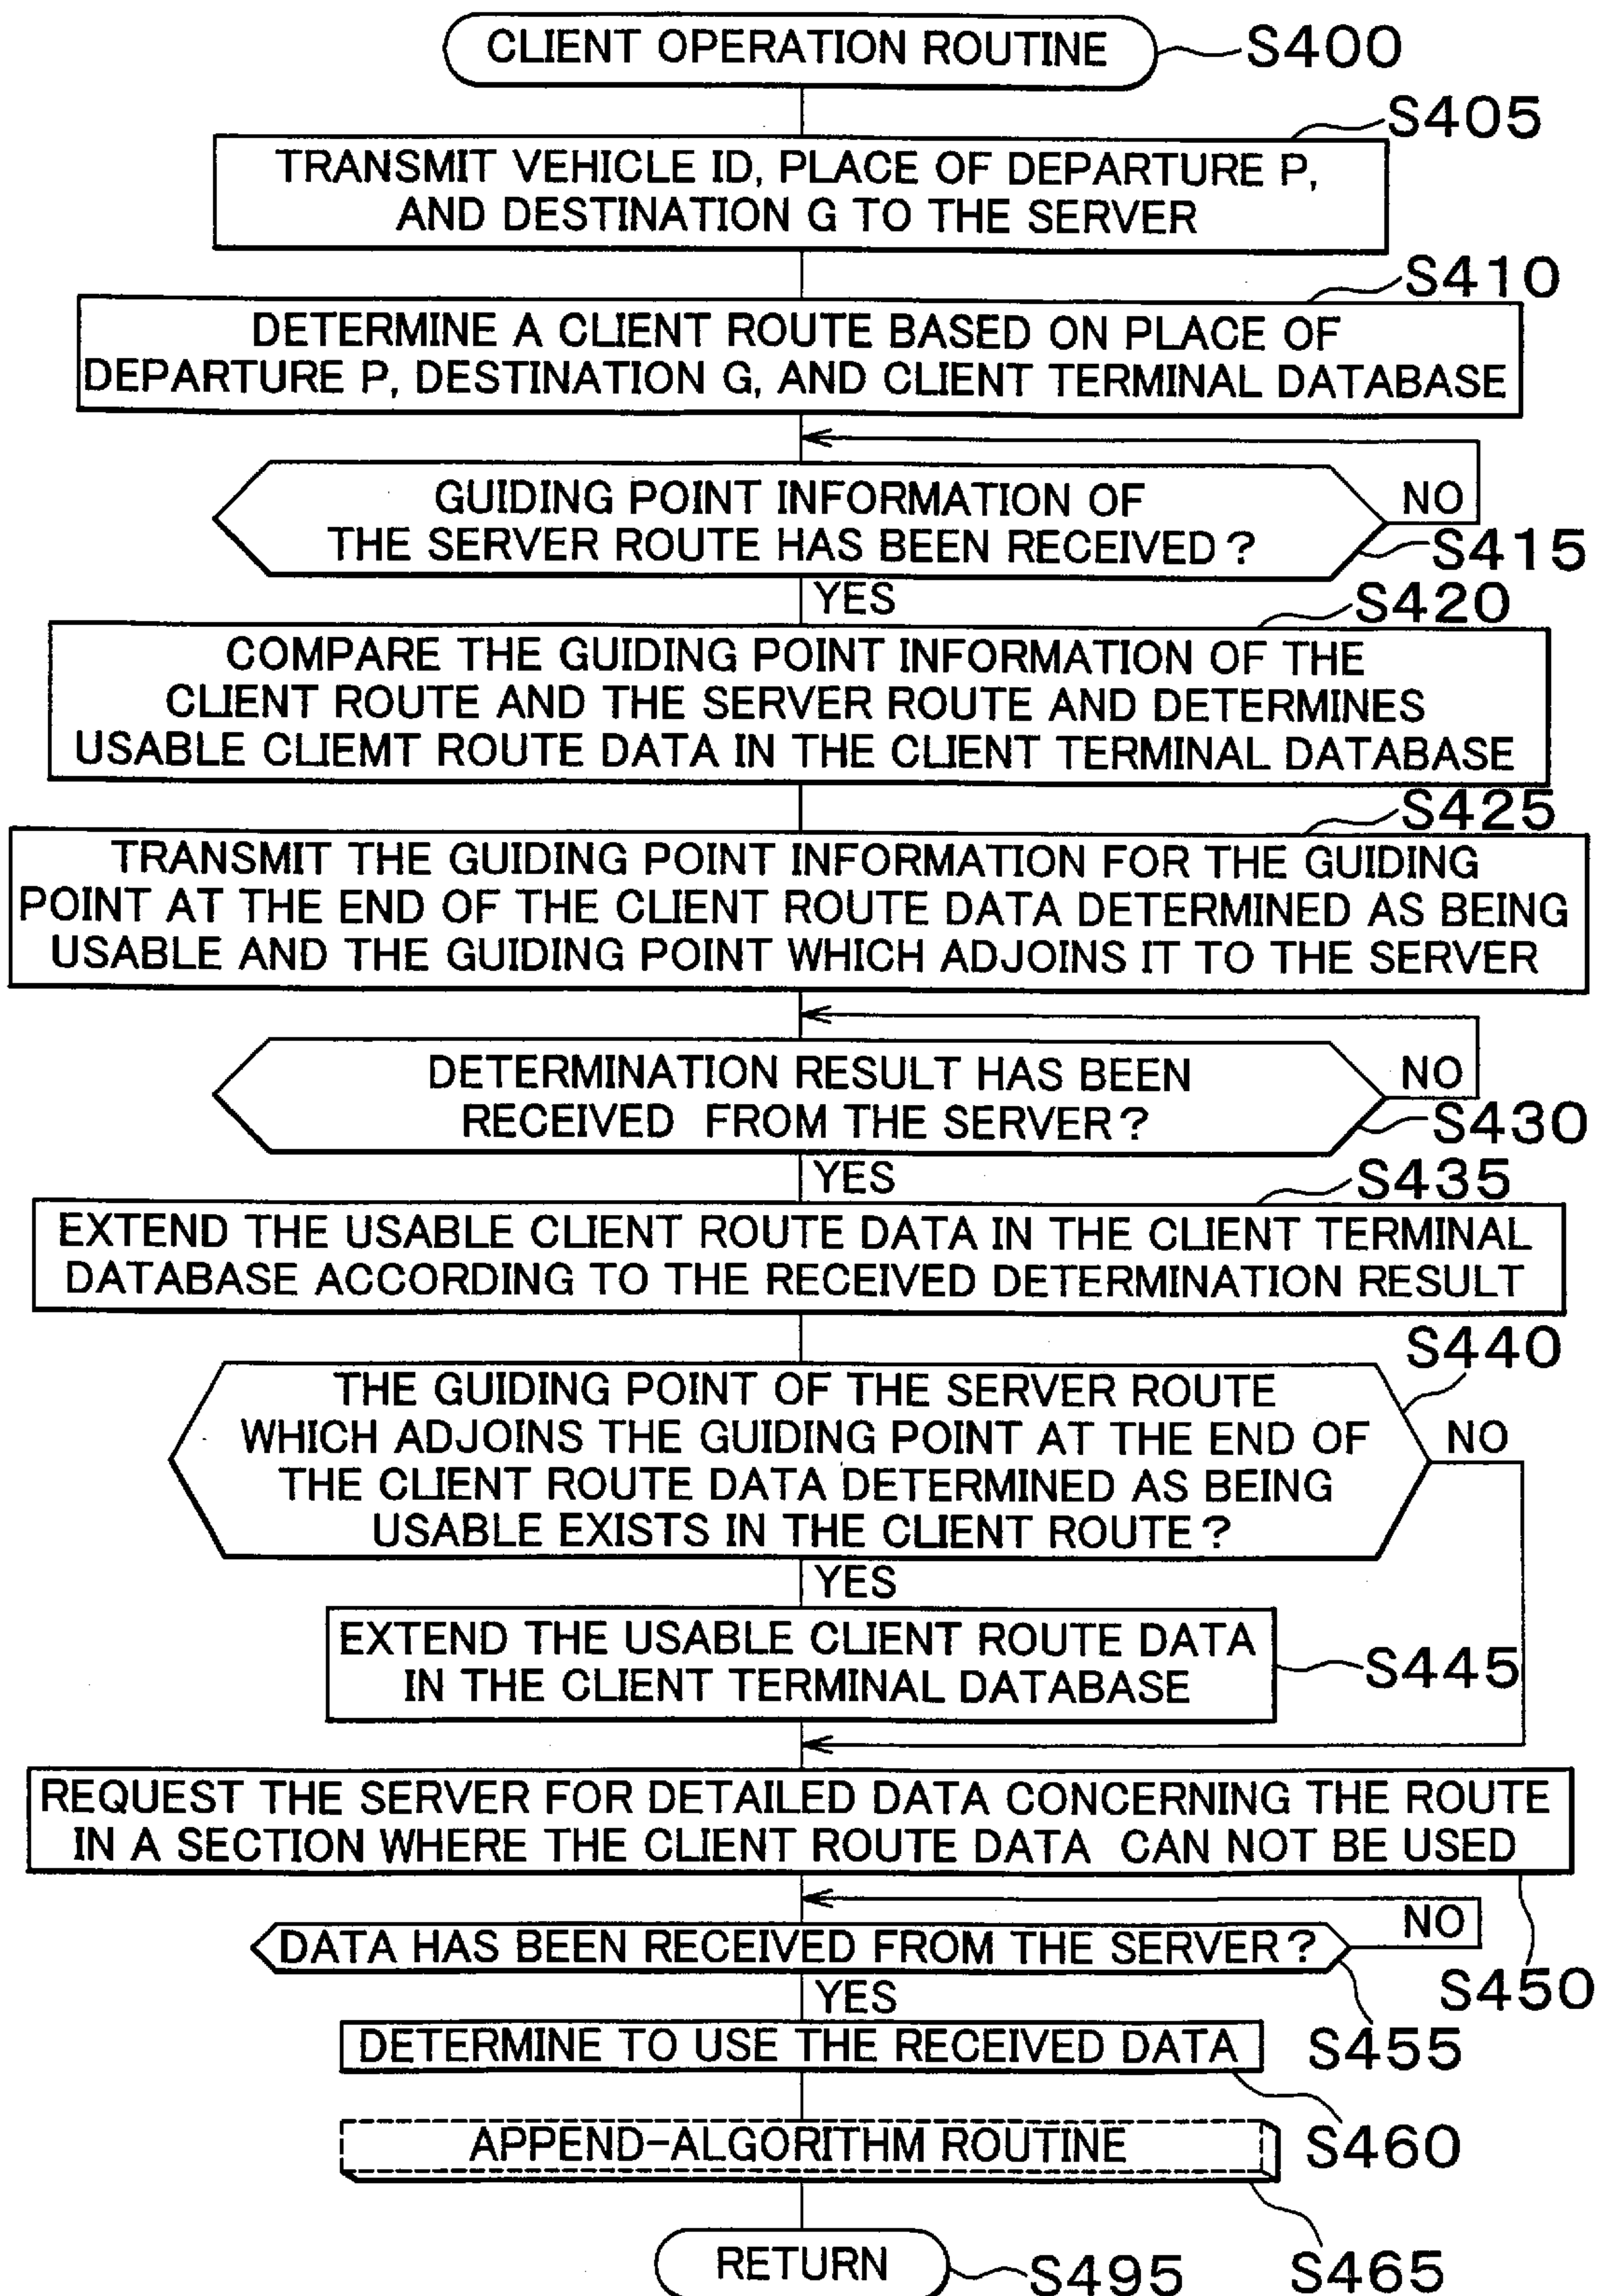 CLIENT OPERATION ROUTINE
S400
S405
TRANSMIT VEHICLE ID, PLACE OF DEPARTURE P,
AND DESTINATION G TO THE SERVER
S410
DETERMINE A CLIENT ROUTE BASED ON PLACE OF
DEPARTURE P, DESTINATION G, AND CLIENT TERMINAL DATABASE
GUIDING POINT INFORMATION OF
THE SERVER ROUTE HAS BEEN RECEIVED?
NO
S415
YES
S420
COMPARE THE GUIDING POINT INFORMATION OF THE
CLIENT ROUTE AND THE SERVER ROUTE AND DETERMINES
USABLE CLIEMT ROUTE DATA IN THE CLIENT TERMINAL DATABASE
S425
TRANSMIT THE GUIDING POINT INFORMATION FOR THE GUIDING
POINT AT THE END OF THE CLIENT ROUTE DATA DETERMINED AS BEING
USABLE AND THE GUIDING POINT WHICH ADJOINS IT TO THE SERVER
DETERMINATION RESULT HAS BEEN
RECEIVED FROM THE SERVER?
NO
S430
YES
S435
EXTEND THE USABLE CLIENT ROUTE DATA IN THE CLIENT TERMINAL
DATABASE ACCORDING TO THE RECEIVED DETERMINATION RESULT
S440
THE GUIDING POINT OF THE SERVER ROUTE
WHICH ADJOINS THE GUIDING POINT AT THE END OF
THE CLIENT ROUTE DATA DETERMINED AS BEING
USABLE EXISTS IN THE CLIENT ROUTE?
NO
YES
EXTEND THE USABLE CLIENT ROUTE DATA
IN THE CLIENT TERMINAL DATABASE
S445
REQUEST THE SERVER FOR DETAILED DATA CONCERNING THE ROUTE
IN A SECTION WHERE THE CLIENT ROUTE DATA CAN NOT BE USED
NO
DATA HAS BEEN RECEIVED FROM THE SERVER?
S450
YES
DETERMINE TO USE THE RECEIVED DATA
S455
APPEND-ALGORITHM ROUTINE
S460
RETURN
S495
S465